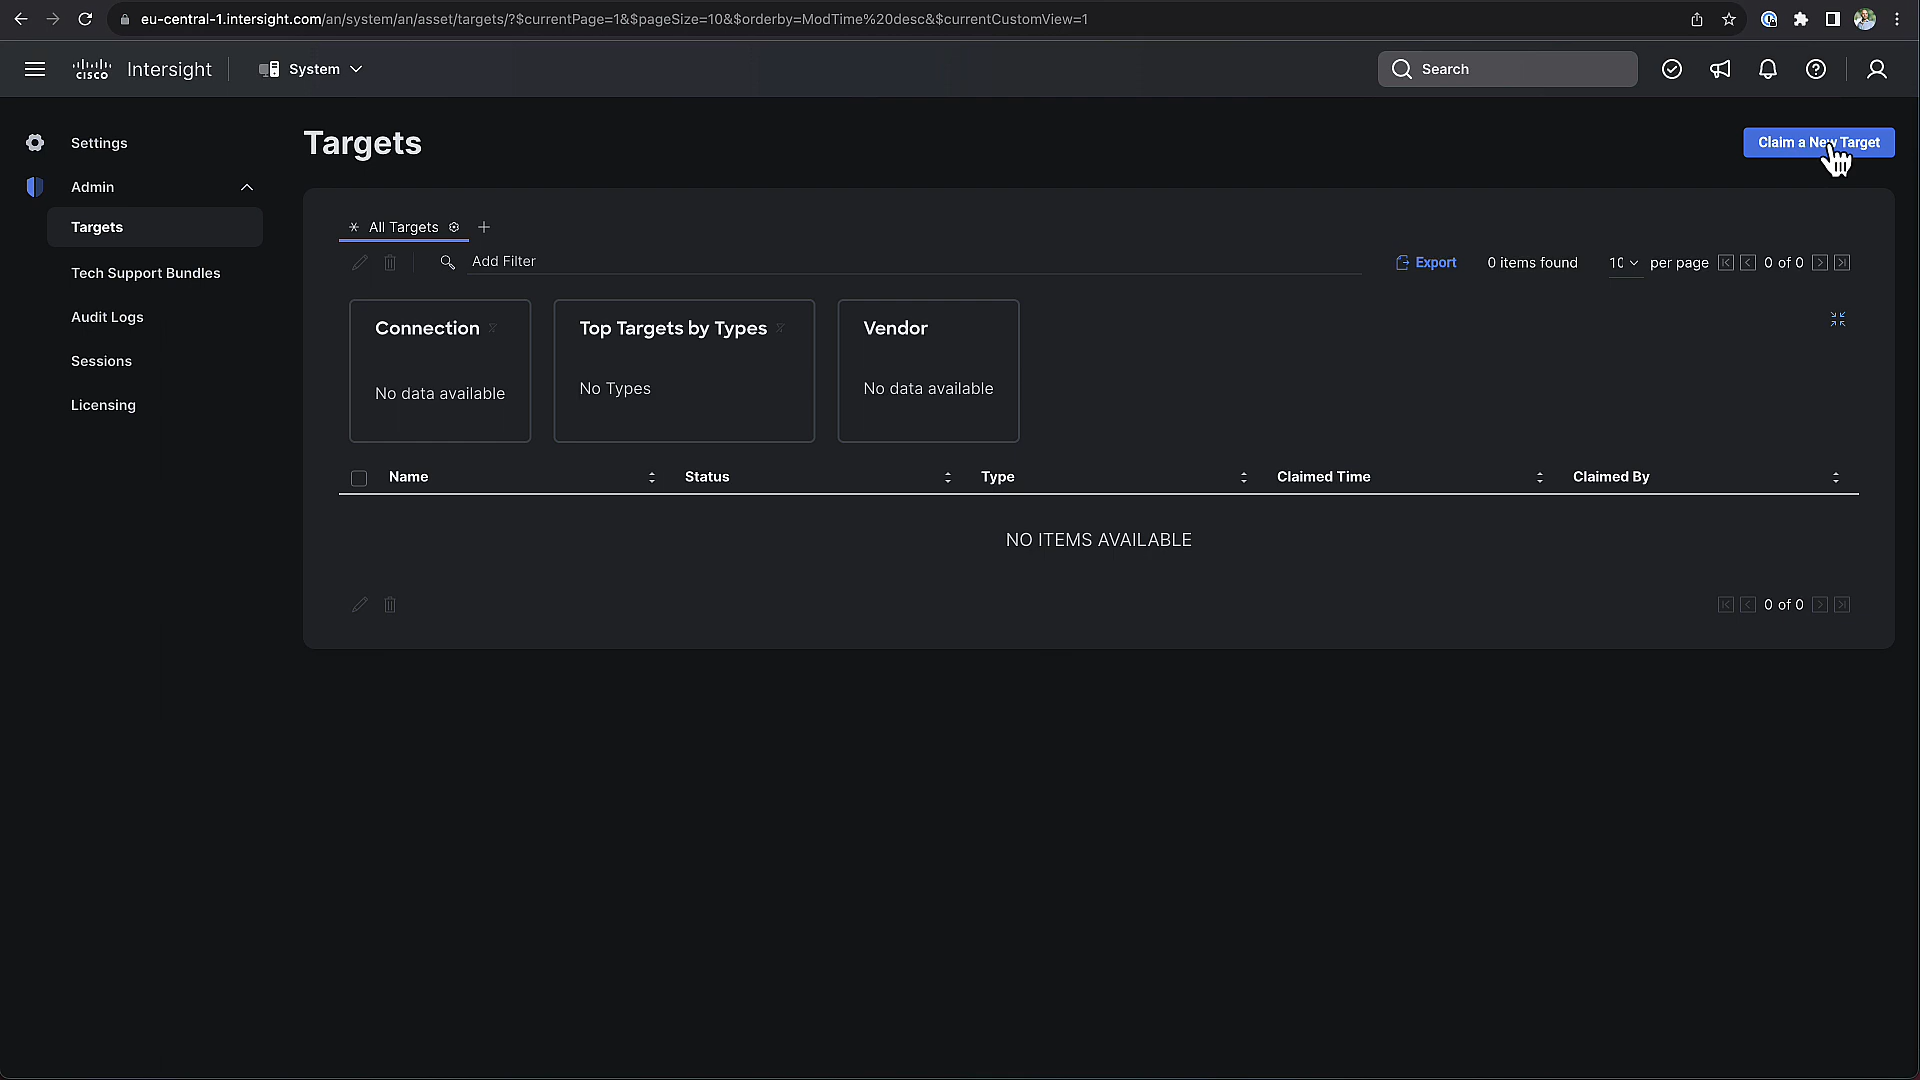 eu-central-1.intersight.com/an/system/an/asset/targets/?$currentPage=1&$pageSize=10&$orderby=ModTime%20desc&$currentCustomView=1
cisco Intersight System Search
Settings
Targets
Claim a New Target
Admin
Targets
All Targets
Tech Support Bundles
Add Filter
Export 0 items found 10 per page 0 of 0
Audit Logs
Connection Top Targets by Types Vendor
Sessions
No data available No Types No data available
Licensing
Name Status Type Claimed Time Claimed By
NO ITEMS AVAILABLE
0 of 0